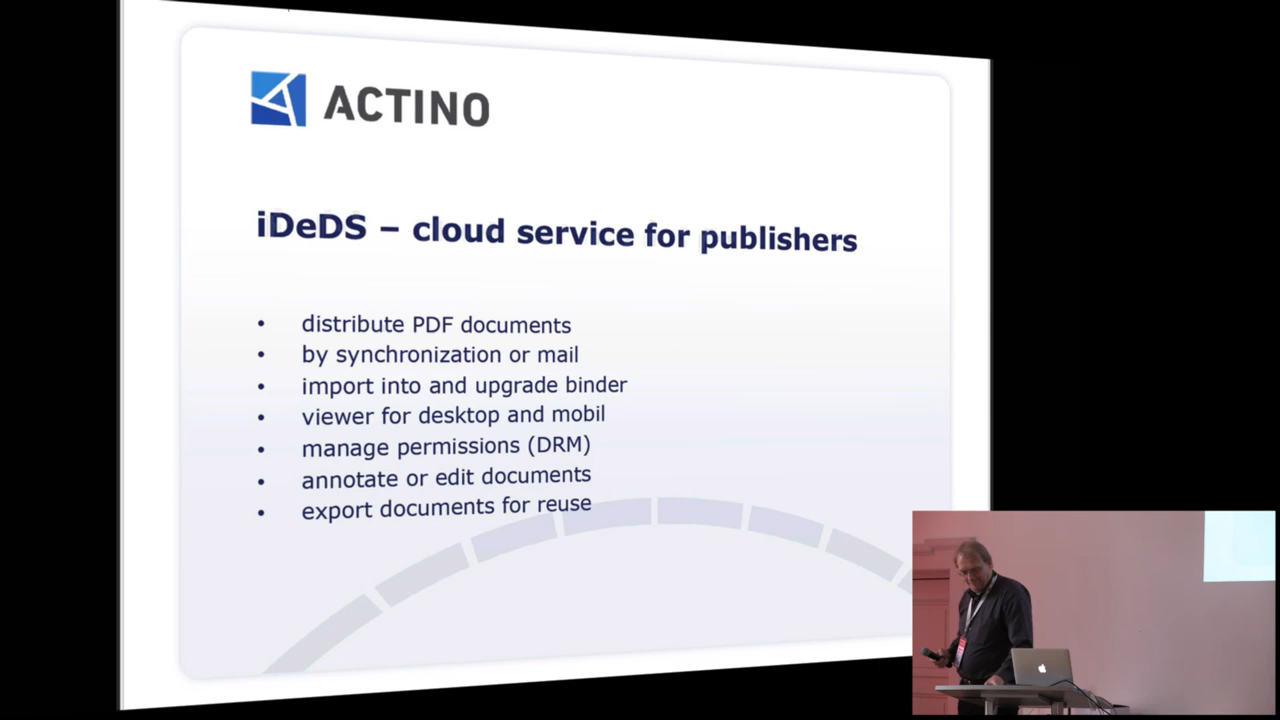 ACTINO
iDeDS – cloud service for publishers
• distribute PDF documents
• by synchronization or mail
• import into and upgrade binder
• viewer for desktop and mobil
• manage permissions (DRM)
• annotate or edit documents
• export documents for reuse